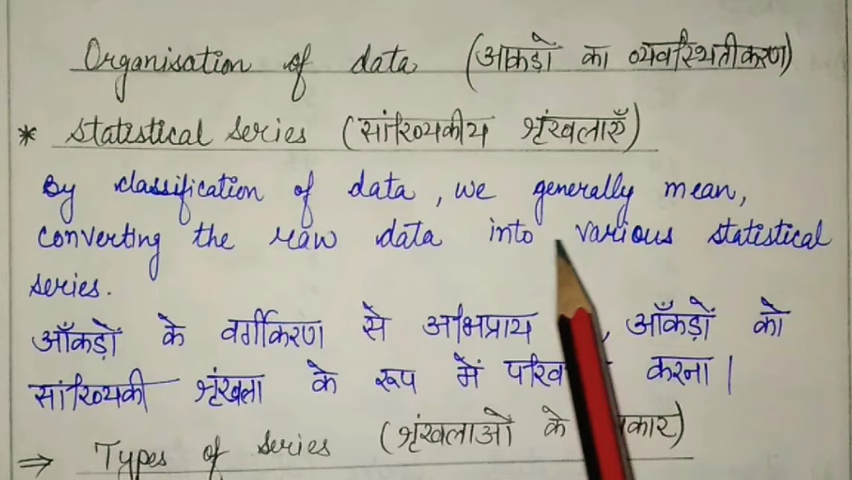 Organisation of data (आकड़ों का व्यवस्थितीकरण)
* Statistical Series (सांख्यिकीय श्रृंखलाएँ)
By classification of data, we generally mean,
converting the raw data into various statistical
series.
आँकड़ों के वर्गीकरण से अभिप्राय , आँकड़ों को
सांख्यिकी श्रृंखला के रूप में करना।
⇒ Types of series (श्रृंखलाओं के